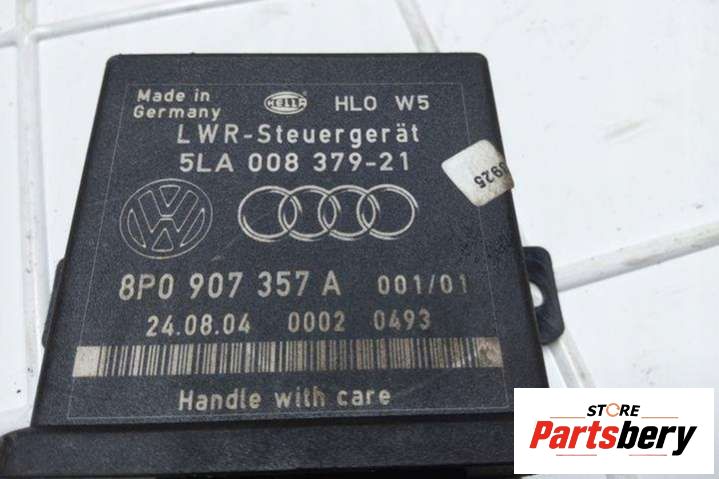 Made in
Germany
HELLA
HLO W5
LWR-Steuergerät
5LA 008 379-21
8925
8P0 907 357 A 001/01
24.08.04 0002 0493
Handle with care
STORE
Partsbery